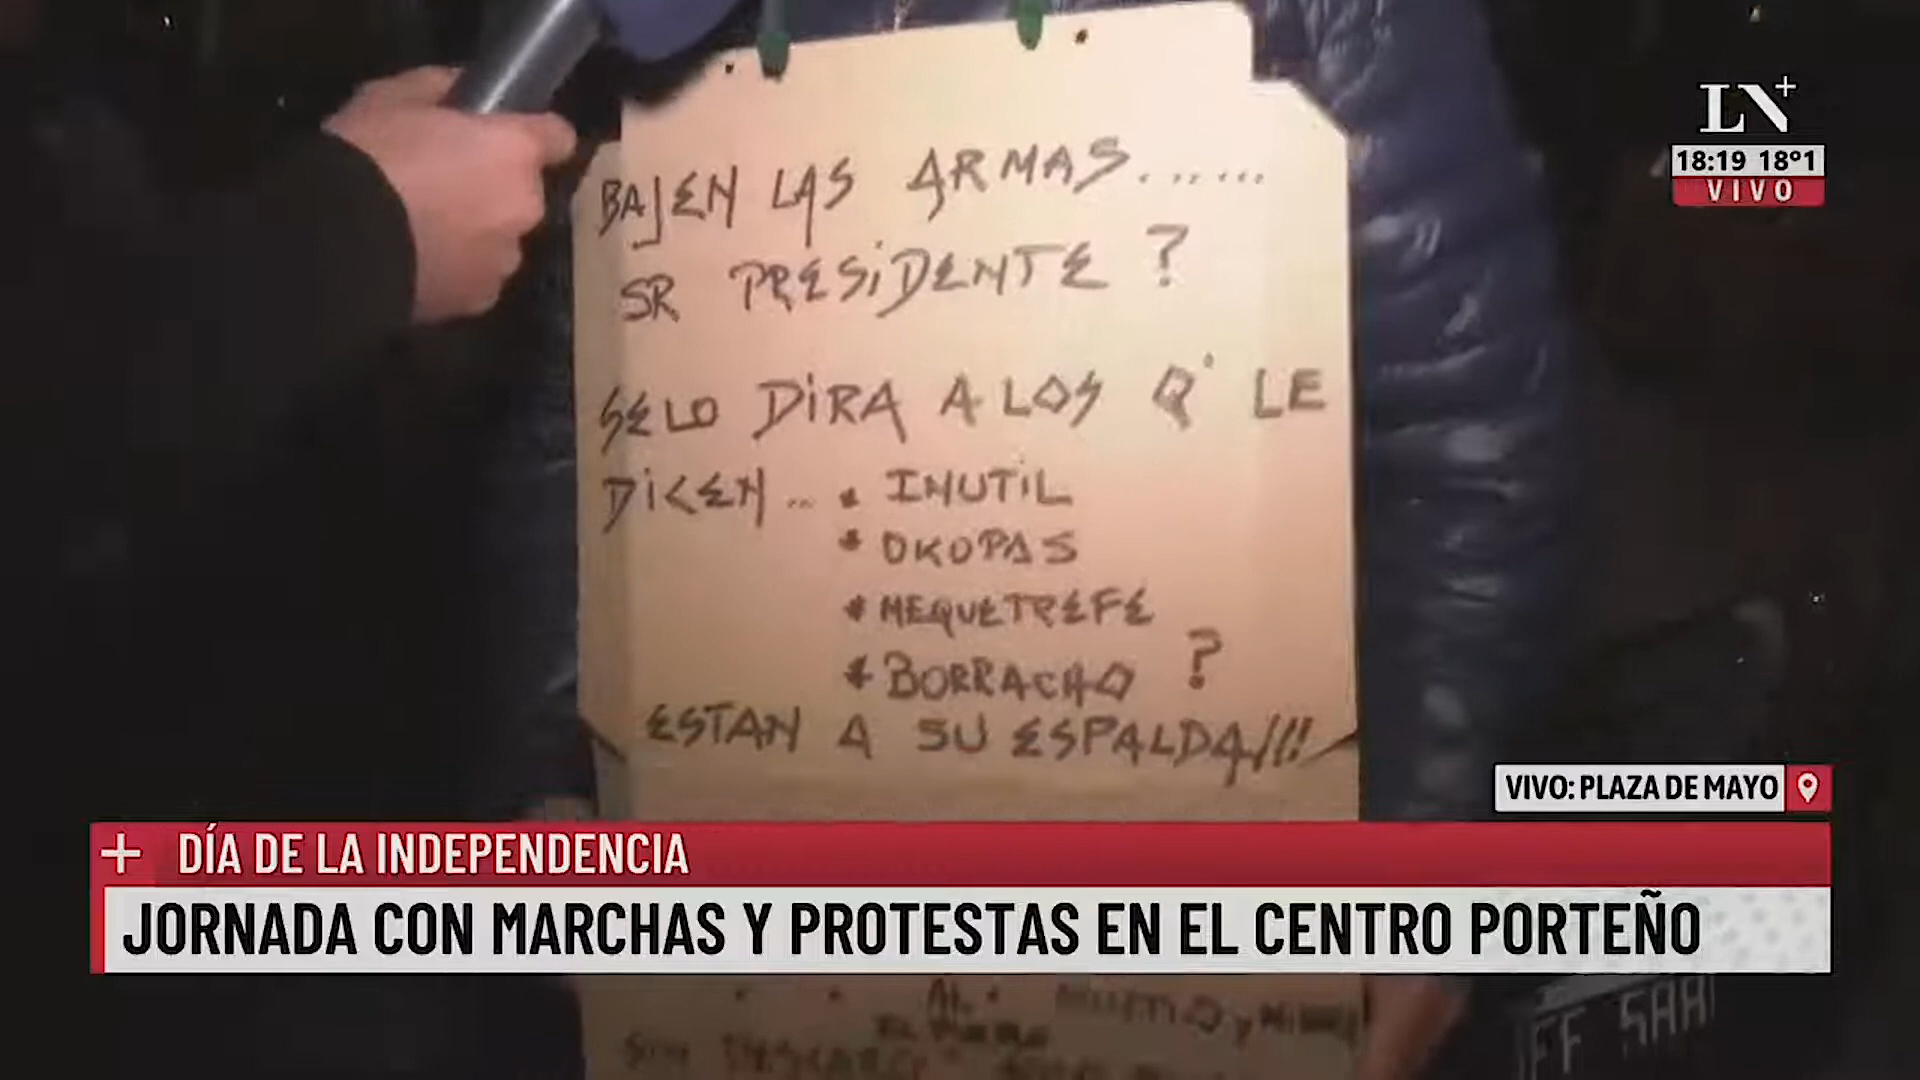 BAJEN LAS ARMAS.......
SR PRESIDENTE ?
SE LO DIRA A LOS Q' LE
DICEN... * INUTIL
* OKOPAS
* MEQUETREFE
* BORRACHO ?
ESTAN A SU ESPALDA!!!
LN+
18:19 18°1
VIVO
VIVO: PLAZA DE MAYO
+ DÍA DE LA INDEPENDENCIA
JORNADA CON MARCHAS Y PROTESTAS EN EL CENTRO PORTEÑO
AL
SIN